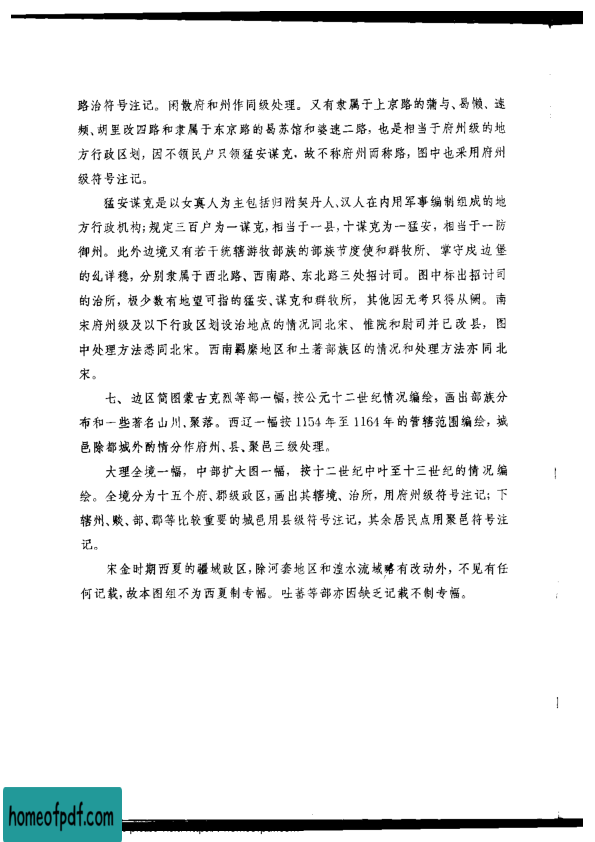 路治符号注记。闲散府和州作同级处理。又有隶属于上京路的蒲与、曷懒、速
频、胡里改四路和隶属于东京路的曷苏馆和婆速二路，也是相当于府州级的地
方行政区划，因不领民户只领猛安谋克，故不称府州而称路，图中也采用府州
级符号注记。
猛安谋克是以女真人为主包括归附契丹人、汉人在内用军事编制组成的地
方行政机构；规定三百户为一谋克，相当于一县，十谋克为一猛安，相当于一防
御州。此外边境又有若干统辖游牧部族的部族节度使和群牧所、掌守戍边堡
的乣详稳，分别隶属于西北路、西南路、东北路三处招讨司。图中标出招讨司
的治所，极少数有地望可指的猛安、谋克和群牧所，其他因无考只得从阙。南
宋府州级及以下行政区划设治地点的情况同北宋、惟院和尉司并已改县，图
中处理方法悉同北宋。西南羁縻地区和土著部族区的情况和处理方法亦同北
宋。
七、边区简图蒙古克烈等部一幅，按公元十二世纪情况编绘，画出部族分
布和一些著名山川、聚落。西辽一幅按1154年至1164年的管辖范围编绘，城
邑除都城外酌情分作府州、县、聚邑三级处理。
大理全境一幅，中部扩大图一幅，按十二世纪中叶至十三世纪的情况编
绘。全境分为十五个府、郡级政区，画出其辖境、治所，用府州级符号注记；下
辖州、赕、部、郡等比较重要的城邑用县级符号注记，其余居民点用聚邑符号注
记。
宋金时期西夏的疆域政区，除河套地区和湟水流域略有改动外，不见有任
何记载，故本图组不为西夏制专幅。吐蕃等部亦因缺乏记载不制专幅。
homeofpdf.com